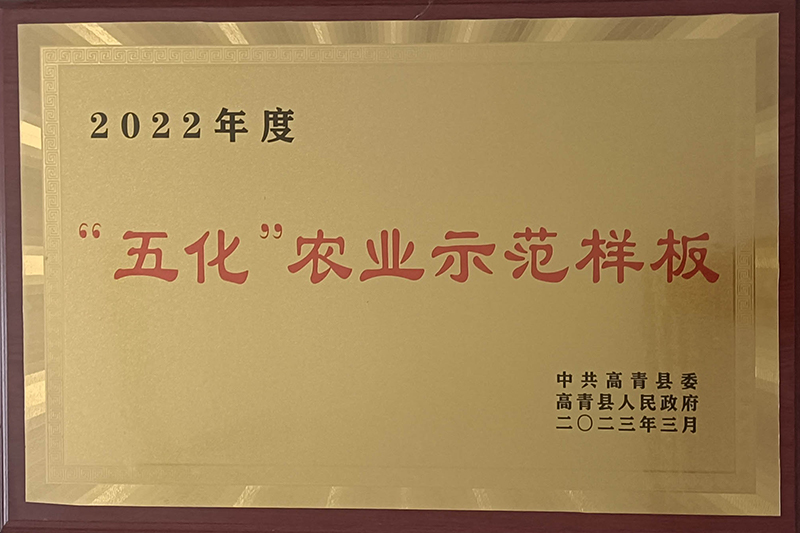 2022年度
“五化”农业示范样板
中共高青县委
高青县人民政府
二〇二三年三月